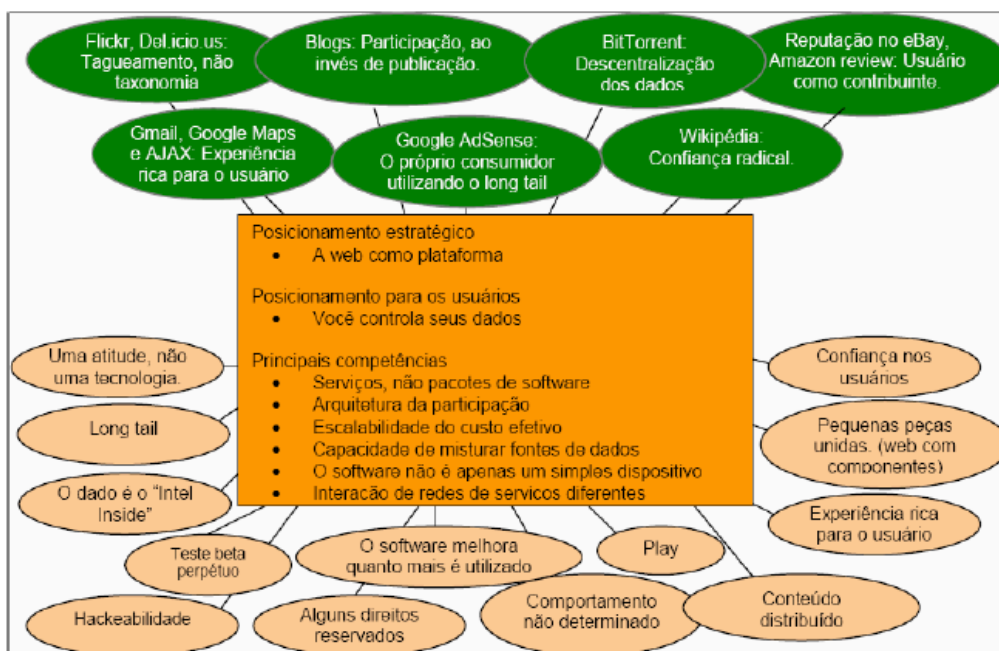 Flickr, Del.icio.us:
Tagueamento, não
taxonomia
Blogs: Participação, ao
invés de publicação.
BitTorrent:
Descentralização
dos dados
Reputação no eBay,
Amazon review: Usuário
como contribuinte.
Gmail, Google Maps
e AJAX: Experiência
rica para o usuário
Google AdSense:
O próprio consumidor
utilizando o long tail
Wikipédia:
Confiança radical.
Posicionamento estratégico
• A web como plataforma
Posicionamento para os usuários
• Você controla seus dados
Principais competências
• Serviços, não pacotes de software
• Arquitetura da participação
• Escalabilidade do custo efetivo
• Capacidade de misturar fontes de dados
• O software não é apenas um simples dispositivo
• Interação de redes de serviços diferentes
Uma atitude, não
uma tecnologia.
Long tail
O dado é o “Intel
Inside”
Confiança nos
usuários
Pequenas peças
unidas. (web com
componentes)
Experiência rica
para o usuário
Teste beta
perpétuo
O software melhora
quanto mais é utilizado
Play
Hackeabilidade
Alguns direitos
reservados
Comportamento
não determinado
Conteúdo
distribuído